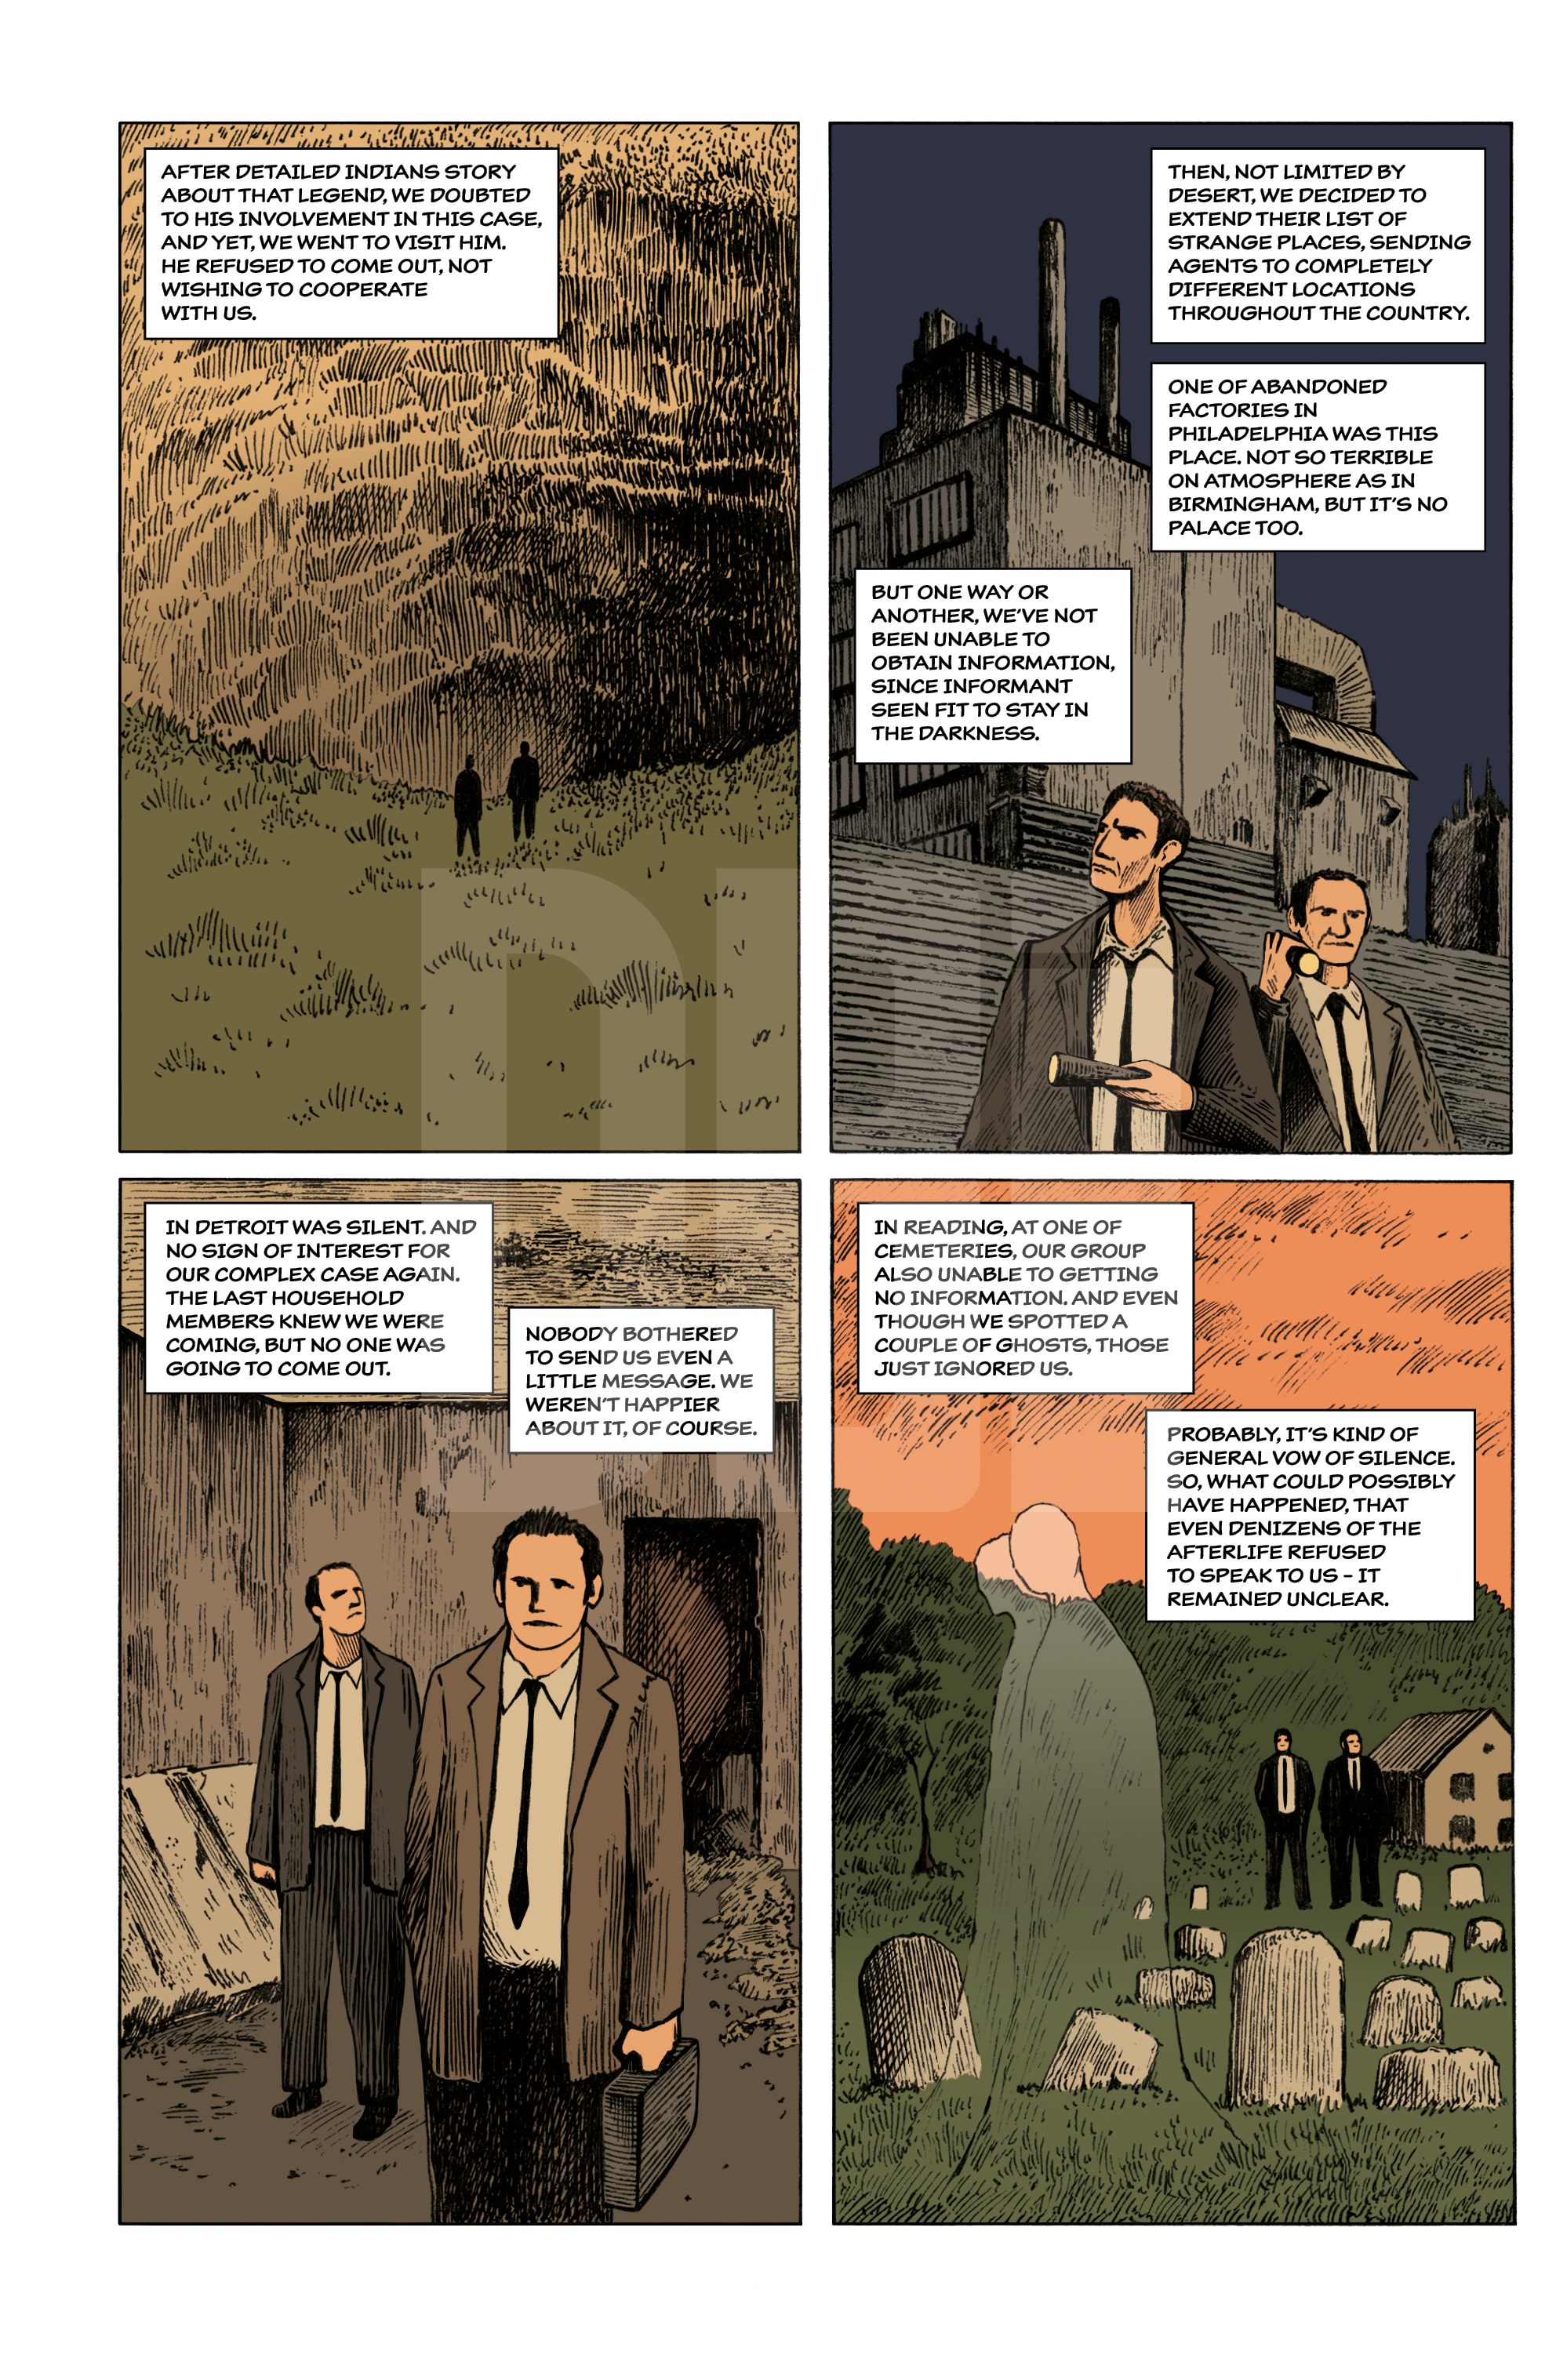 AFTER DETAILED INDIANS STORY
ABOUT THAT LEGEND, WE DOUBTED
TO HIS INVOLVEMENT IN THIS CASE,
AND YET, WE WENT TO VISIT HIM.
HE REFUSED TO COME OUT, NOT
WISHING TO COOPERATE
WITH US.
THEN, NOT LIMITED BY
DESERT, WE DECIDED TO
EXTEND THEIR LIST OF
STRANGE PLACES, SENDING
AGENTS TO COMPLETELY
DIFFERENT LOCATIONS
THROUGHOUT THE COUNTRY.
ONE OF ABANDONED
FACTORIES IN
PHILADELPHIA WAS THIS
PLACE. NOT SO TERRIBLE
ON ATMOSPHERE AS IN
BIRMINGHAM, BUT IT'S NO
PALACE TOO.
BUT ONE WAY OR
ANOTHER, WE'VE NOT
BEEN UNABLE TO
OBTAIN INFORMATION,
SINCE INFORMANT
SEEN FIT TO STAY IN
THE DARKNESS.
IN DETROIT WAS SILENT. AND
NO SIGN OF INTEREST FOR
OUR COMPLEX CASE AGAIN.
THE LAST HOUSEHOLD
MEMBERS KNEW WE WERE
COMING, BUT NO ONE WAS
GOING TO COME OUT.
NOBODY BOTHERED
TO SEND US EVEN A
LITTLE MESSAGE. WE
WEREN'T HAPPIER
ABOUT IT, OF COURSE.
IN READING, AT ONE OF
CEMETERIES, OUR GROUP
ALSO UNABLE TO GETTING
NO INFORMATION. AND EVEN
THOUGH WE SPOTTED A
COUPLE OF GHOSTS, THOSE
JUST IGNORED US.
PROBABLY, IT'S KIND OF
GENERAL VOW OF SILENCE.
SO, WHAT COULD POSSIBLY
HAVE HAPPENED, THAT
EVEN DENIZENS OF THE
AFTERLIFE REFUSED
TO SPEAK TO US - IT
REMAINED UNCLEAR.